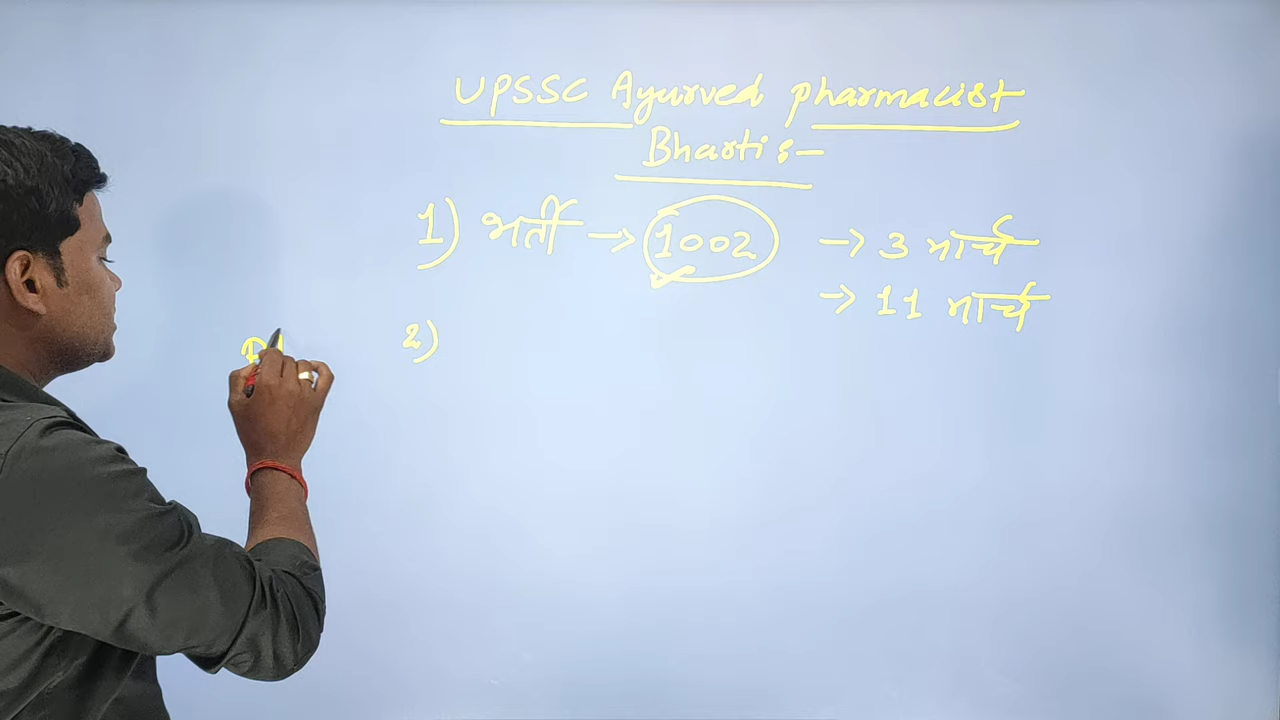 UPSSC Ayurved pharmacist
Bharti :-
1) भर्ती → 1002 → 3 मार्च
→ 11 मार्च
2)